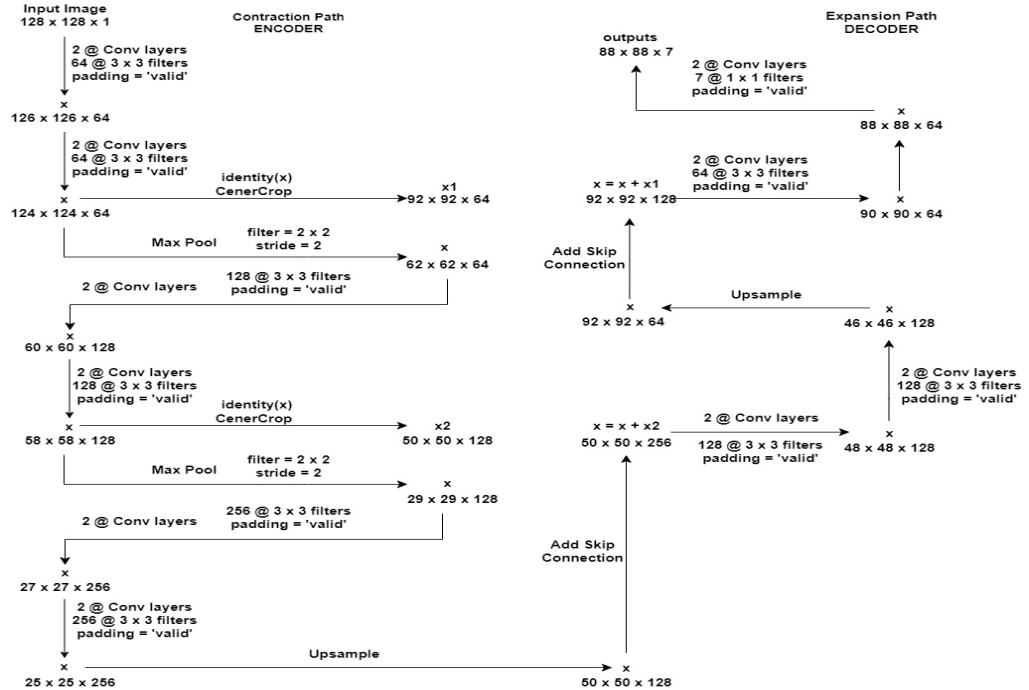 Input Image
128 x 128 x 1
Contraction Path
ENCODER
2 @ Conv layers
64 @ 3 x 3 filters
padding = 'valid'
x
126 x 126 x 64
2 @ Conv layers
64 @ 3 x 3 filters
padding = 'valid'
x
124 x 124 x 64
identity(x)
CenerCrop
x1
92 x 92 x 64
Max Pool
filter = 2 x 2
stride = 2
x
62 x 62 x 64
2 @ Conv layers
128 @ 3 x 3 filters
padding = 'valid'
x
60 x 60 x 128
2 @ Conv layers
128 @ 3 x 3 filters
padding = 'valid'
x
58 x 58 x 128
identity(x)
CenerCrop
x2
50 x 50 x 128
Max Pool
filter = 2 x 2
stride = 2
x
29 x 29 x 128
2 @ Conv layers
256 @ 3 x 3 filters
padding = 'valid'
x
27 x 27 x 256
2 @ Conv layers
256 @ 3 x 3 filters
padding = 'valid'
x
25 x 25 x 256
Upsample
x
50 x 50 x 128
Add Skip
Connection
x = x + x2
50 x 50 x 256
2 @ Conv layers
128 @ 3 x 3 filters
padding = 'valid'
x
48 x 48 x 128
2 @ Conv layers
128 @ 3 x 3 filters
padding = 'valid'
x
46 x 46 x 128
Upsample
x
92 x 92 x 64
Add Skip
Connection
x = x + x1
92 x 92 x 128
2 @ Conv layers
64 @ 3 x 3 filters
padding = 'valid'
x
90 x 90 x 64
x
88 x 88 x 64
2 @ Conv layers
7 @ 1 x 1 filters
padding = 'valid'
outputs
88 x 88 x 7
Expansion Path
DECODER